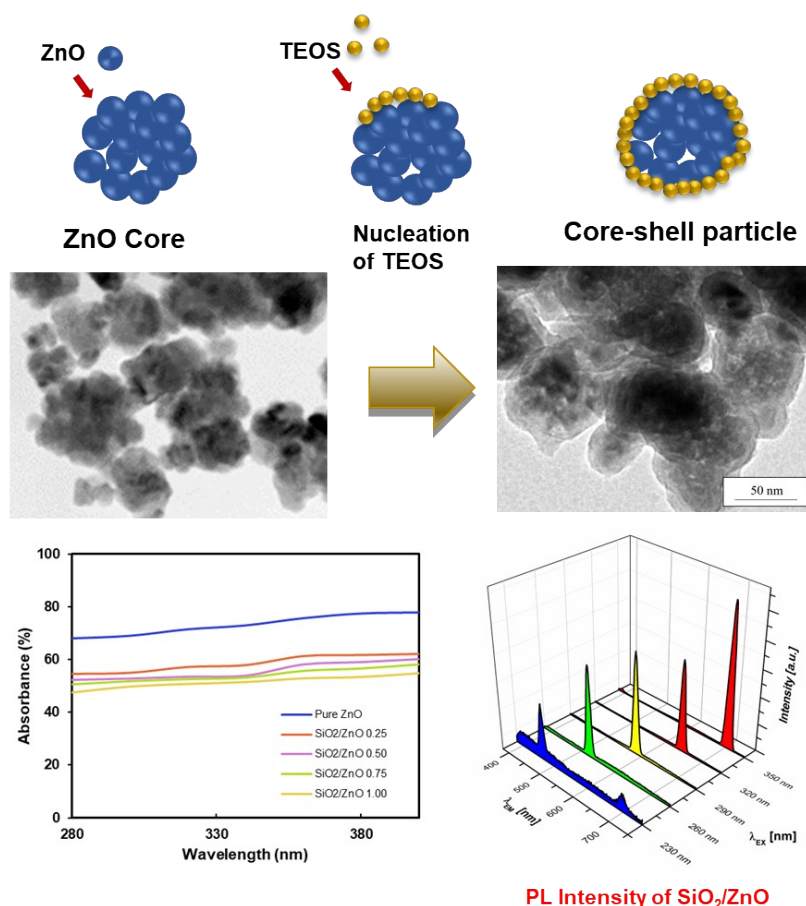 ZnO
TEOS
ZnO Core
Nucleation
of TEOS
Core-shell particle
50 nm
100
80
60
40
20
0
280
330
380
Absorbance (%)
Wavelength (nm)
Pure ZnO
SiO2/ZnO 0.25
SiO2/ZnO 0.50
SiO2/ZnO 0.75
SiO2/ZnO 1.00
Intensity [a.u.]
400
500
600
700
λEM [nm]
350 nm
320 nm
290 nm
260 nm
230 nm
λEX [nm]
PL Intensity of SiO₂/ZnO